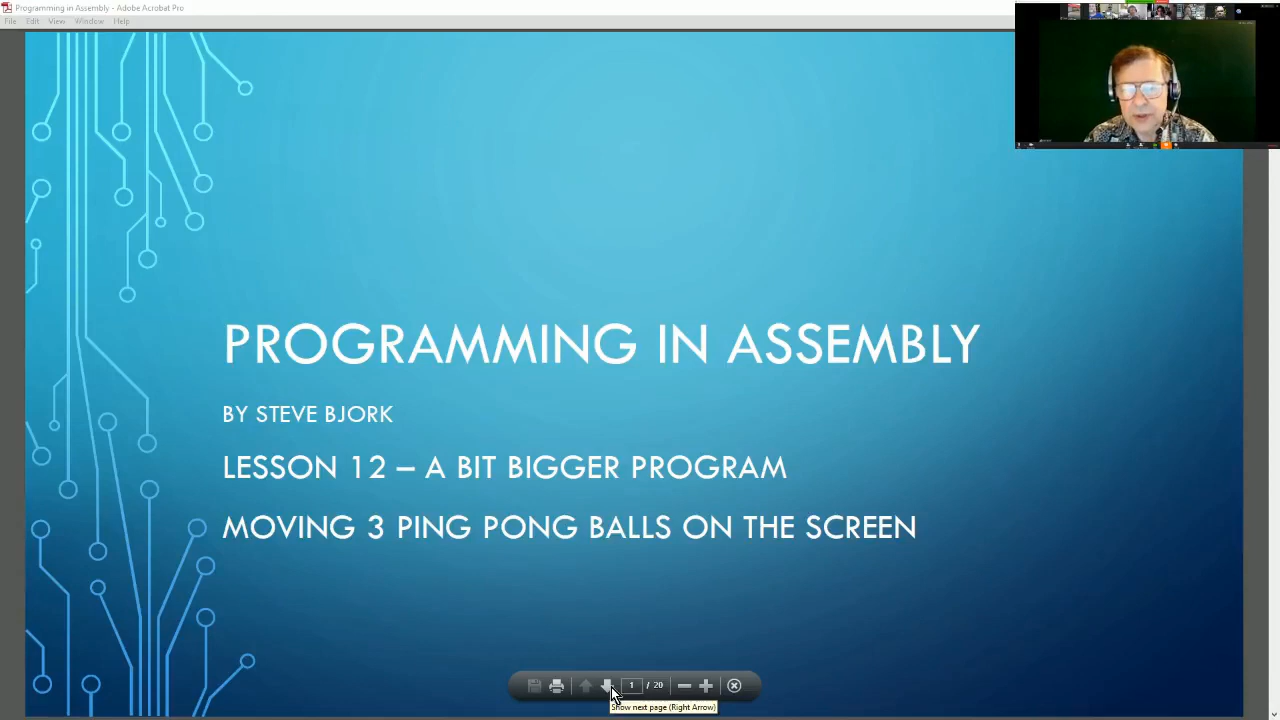 Programming in Assembly - Adobe Acrobat Pro
File Edit View Window Help
PROGRAMMING IN ASSEMBLY
BY STEVE BJORK
LESSON 12 – A BIT BIGGER PROGRAM
MOVING 3 PING PONG BALLS ON THE SCREEN
1 / 20
Show next page (Right Arrow)